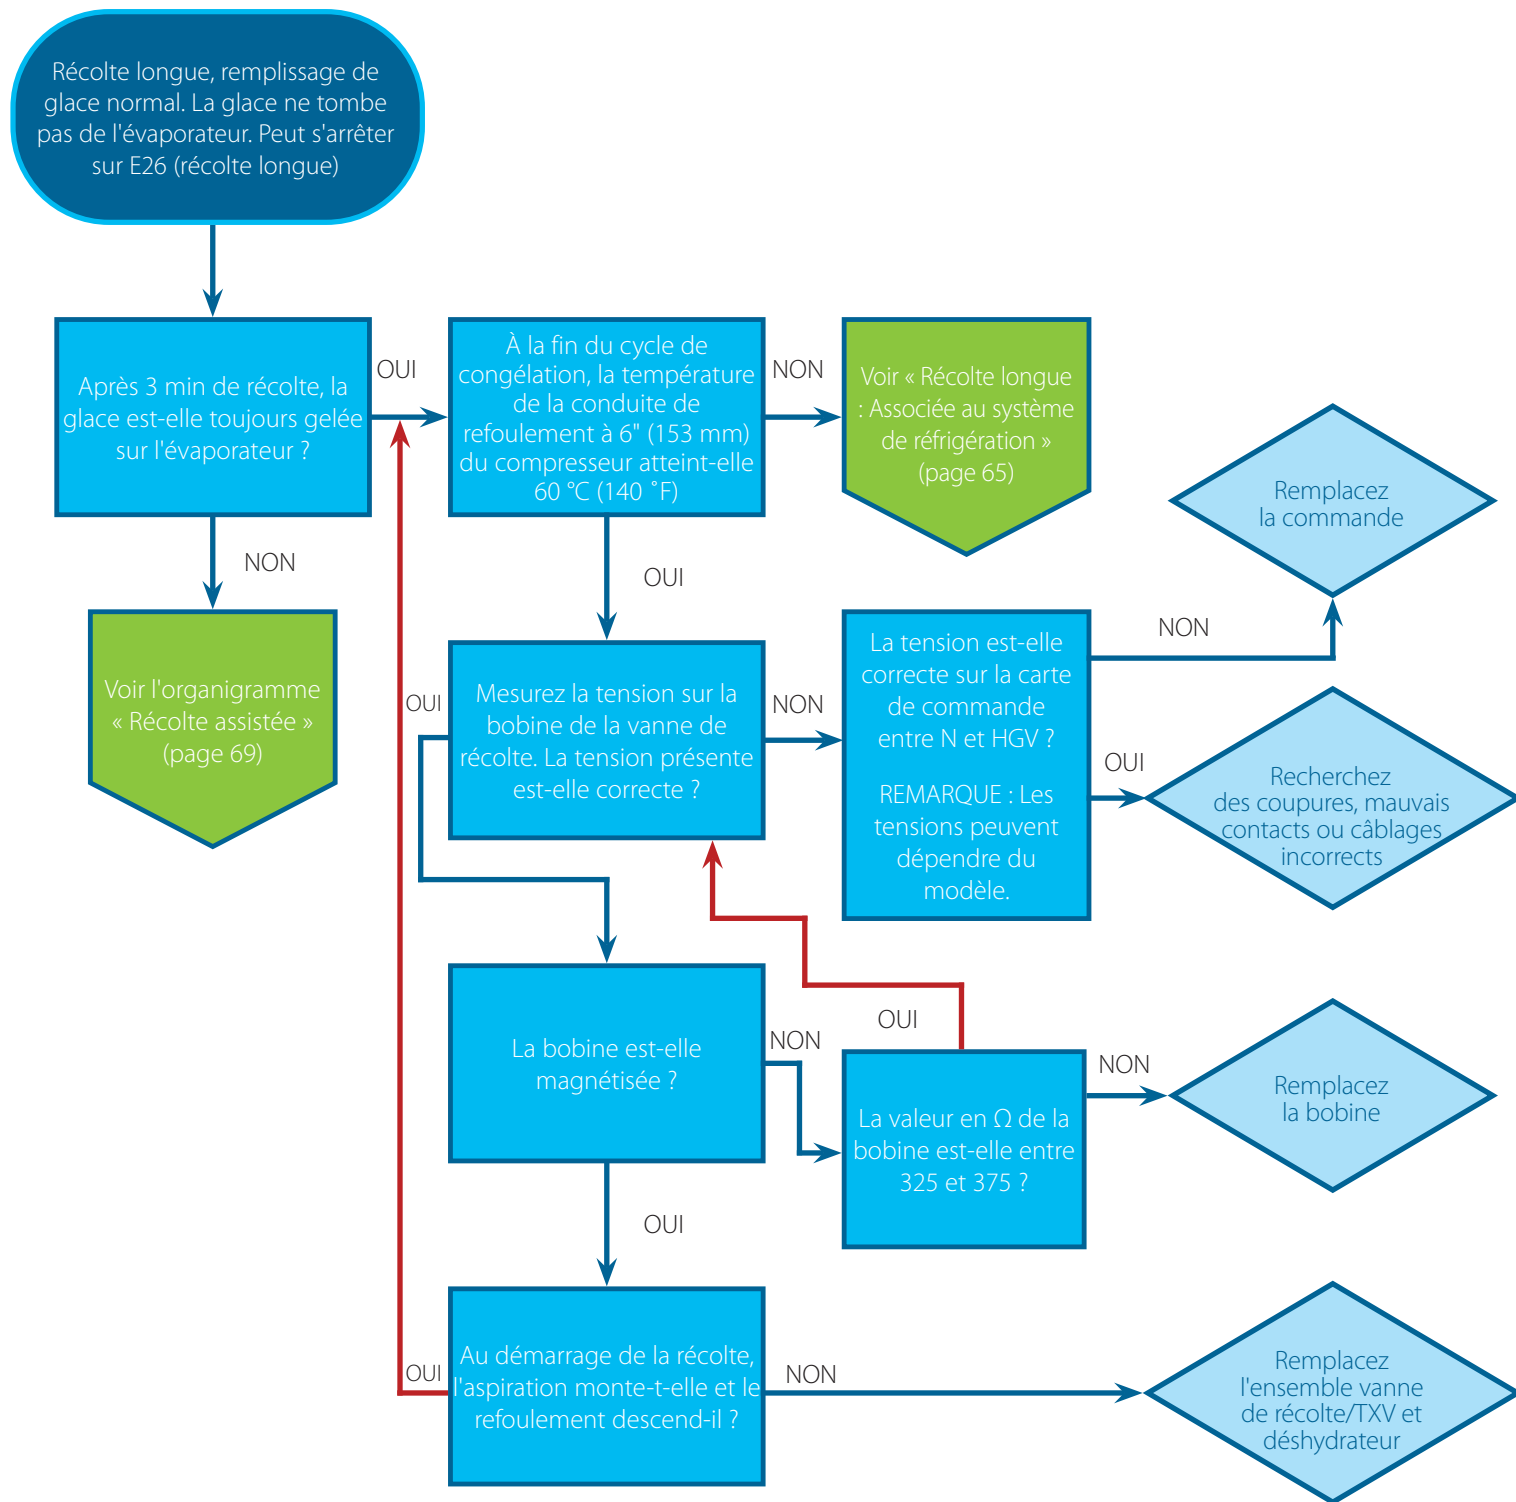 Récolte longue, remplissage de
glace normal. La glace ne tombe
pas de l'évaporateur. Peut s'arrêter
sur E26 (récolte longue)
Après 3 min de récolte, la
glace est-elle toujours gelée
sur l'évaporateur ?
OUI
À la fin du cycle de
congélation, la température
de la conduite de
refoulement à 6" (153 mm)
du compresseur atteint-elle
60 °C (140 ˚F)
NON
Voir « Récolte longue
: Associée au système
de réfrigération »
(page 65)
Remplacez
la commande
NON
OUI
Voir l'organigramme
« Récolte assistée »
(page 69)
OUI
Mesurez la tension sur la
bobine de la vanne de
récolte. La tension présente
est-elle correcte ?
NON
La tension est-elle
correcte sur la carte
de commande
entre N et HGV ?
REMARQUE : Les
tensions peuvent
dépendre du
modèle.
NON
OUI
Recherchez
des coupures, mauvais
contacts ou câblages
incorrects
La bobine est-elle
magnétisée ?
NON
OUI
La valeur en Ω de la
bobine est-elle entre
325 et 375 ?
NON
Remplacez
la bobine
OUI
Au démarrage de la récolte,
l'aspiration monte-t-elle et le
refoulement descend-il ?
OUI
NON
Remplacez
l'ensemble vanne
de récolte/TXV et
déshydrateur